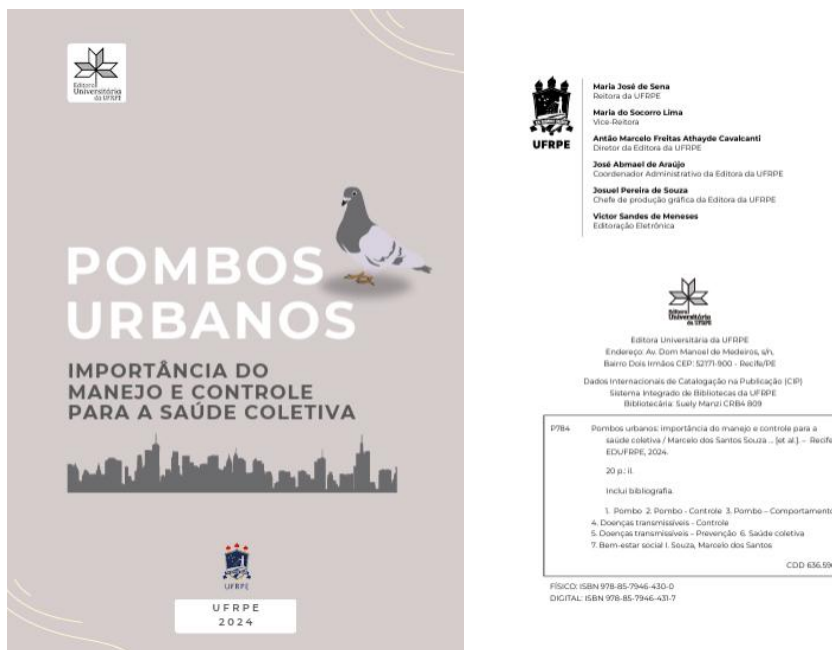 Editora
Universitária
da UFRPE
POMBOS
URBANOS
IMPORTÂNCIA DO
MANEJO E CONTROLE
PARA A SAÚDE COLETIVA
UFRPE
UFRPE
2024
UFRPE
Maria José de Sena
Reitora da UFRPE
Maria do Socorro Lima
Vice-Reitora
Antão Marcelo Freitas Athayde Cavalcanti
Diretor da Editora da UFRPE
José Abmael de Araújo
Coordenador Administrativo da Editora da UFRPE
Josuel Pereira de Souza
Chefe de produção gráfica da Editora da UFRPE
Victor Sandes de Meneses
Editoração Eletrônica
Editora
Universitária
da UFRPE
Editora Universitária da UFRPE
Endereço: Av. Dom Manoel de Medeiros, s/n,
Bairro Dois Irmãos CEP: 52171-900 - Recife/PE
Dados Internacionais de Catalogação na Publicação (CIP)
Sistema Integrado de Bibliotecas da UFRPE
Bibliotecária: Suely Manzi CRB4 809
P784 Pombos urbanos: importância do manejo e controle para a
saúde coletiva / Marcelo dos Santos Souza ... [et al.]. – Recife
EDUFRPE, 2024.
20 p.: il.
Inclui bibliografia.
1. Pombo 2. Pombo - Controle 3. Pombo – Comportamento
4. Doenças transmissíveis - Controle
5. Doenças transmissíveis – Prevenção 6. Saúde coletiva
7. Bem-estar social I. Souza, Marcelo dos Santos
CDD 636.596
FÍSICO: ISBN 978-85-7946-430-0
DIGITAL: ISBN 978-85-7946-431-7